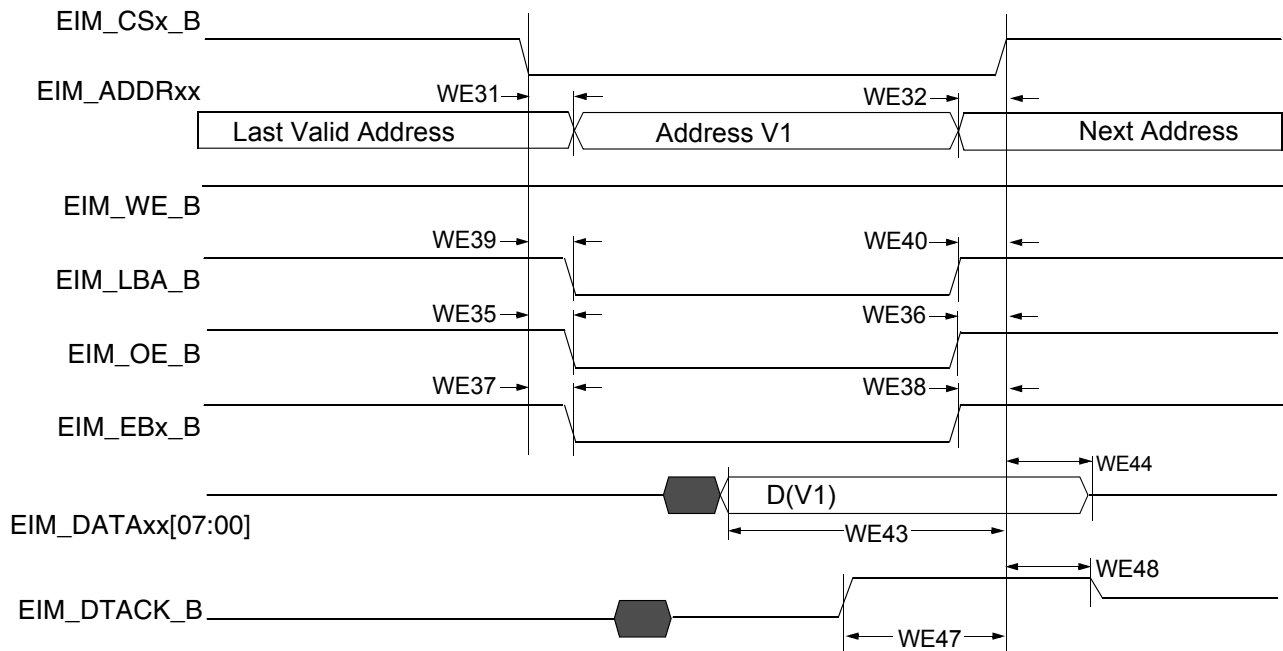 EIM_CSx_B
EIM_ADDRxx
WE31
WE32
Last Valid Address
Address V1
Next Address
EIM_WE_B
WE39
WE40
EIM_LBA_B
WE35
WE36
EIM_OE_B
WE37
WE38
EIM_EBx_B
WE44
D(V1)
EIM_DATAxx[07:00]
WE43
WE48
EIM_DTACK_B
WE47